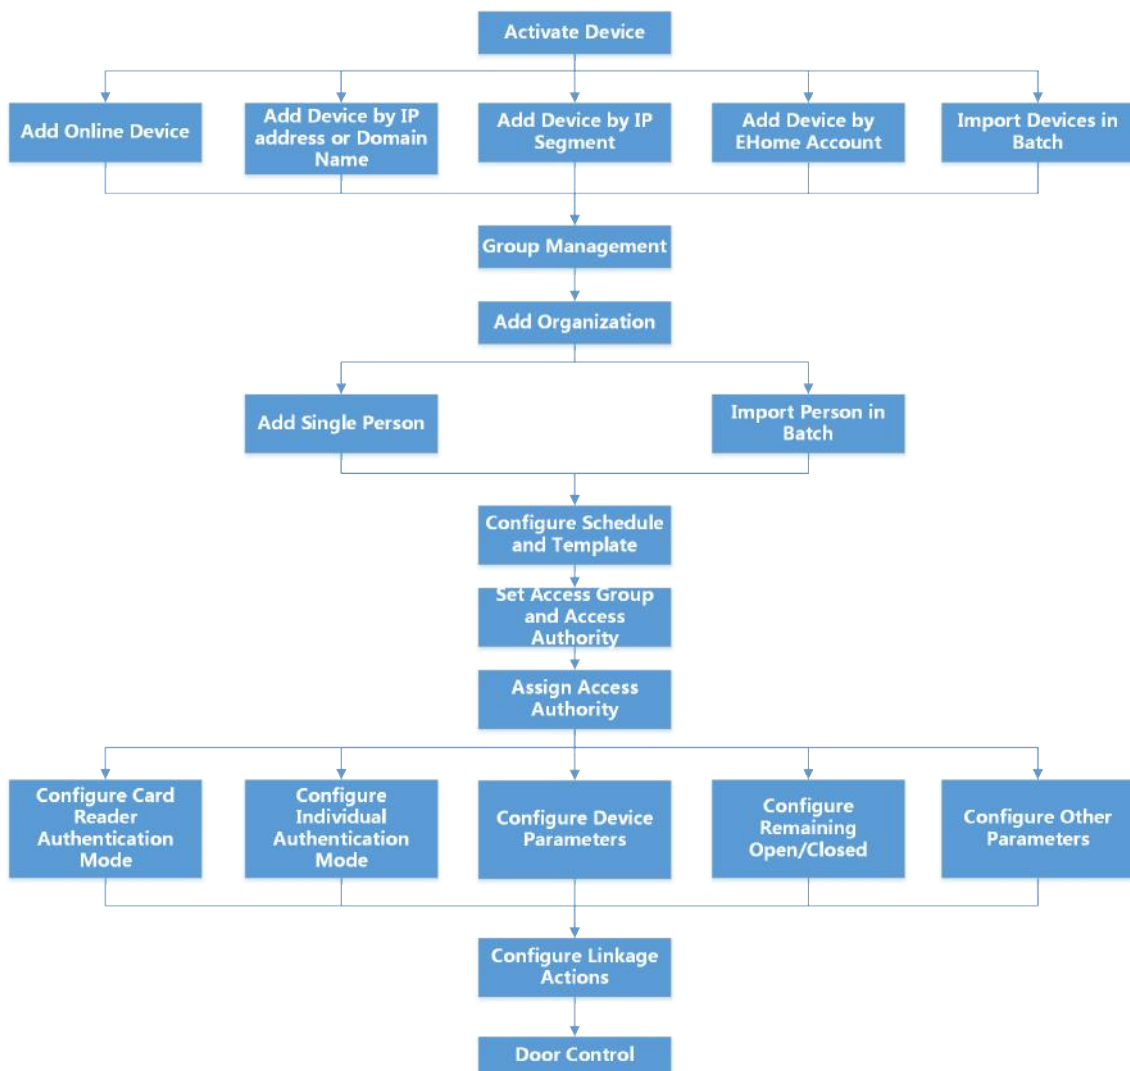 Activate Device
Add Online Device
Add Device by IP
address or Domain
Name
Add Device by IP
Segment
Add Device by
EHome Account
Import Devices in
Batch
Group Management
Add Organization
Add Single Person
Import Person in
Batch
Configure Schedule
and Template
Set Access Group
and Access
Authority
Assign Access
Authority
Configure Card
Reader
Authentication
Mode
Configure
Individual
Authentication
Mode
Configure Device
Parameters
Configure
Remaining
Open/Closed
Configure Other
Parameters
Configure Linkage
Actions
Door Control